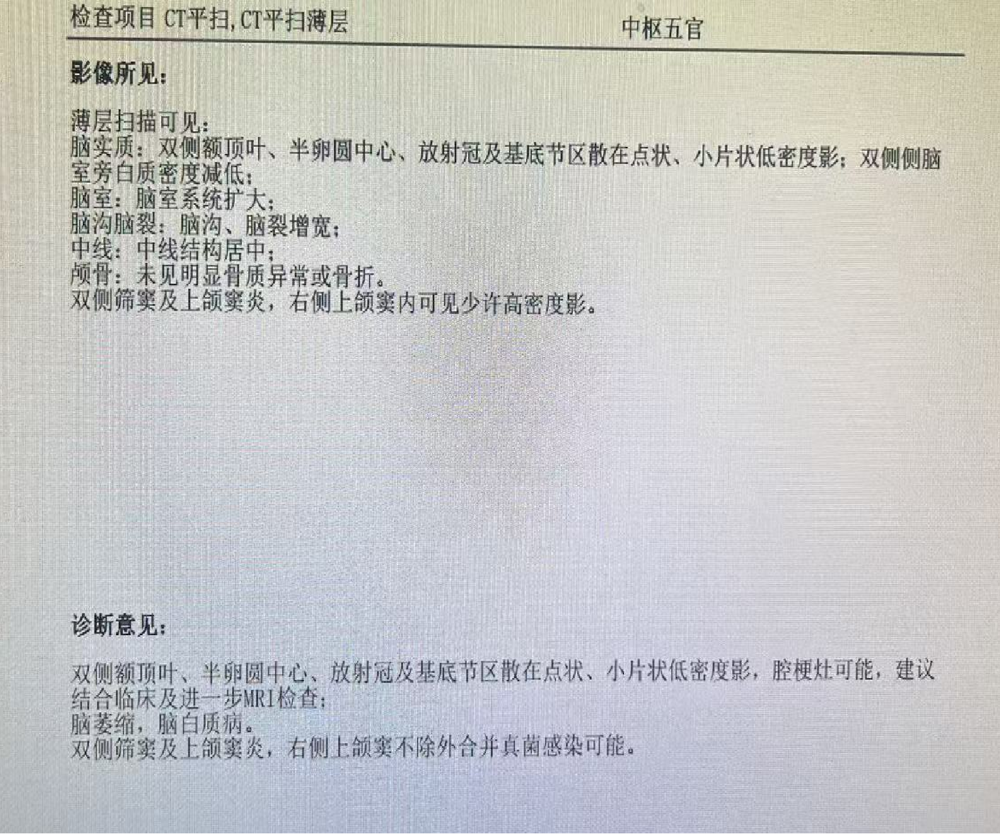 检查项目 CT平扫,CT平扫薄层 中枢五官
影像所见：
薄层扫描可见：
脑实质：双侧额顶叶、半卵圆中心、放射冠及基底节区散在点状、小片状低密度影；双侧侧脑
室旁白质密度减低；
脑室：脑室系统扩大；
脑沟脑裂：脑沟、脑裂增宽；
中线：中线结构居中；
颅骨：未见明显骨质异常或骨折。
双侧筛窦及上颌窦炎，右侧上颌窦内可见少许高密度影。
诊断意见：
双侧额顶叶、半卵圆中心、放射冠及基底节区散在点状、小片状低密度影，腔梗灶可能，建议
结合临床及进一步MRI检查；
脑萎缩，脑白质病。
双侧筛窦及上颌窦炎，右侧上颌窦不除外合并真菌感染可能。